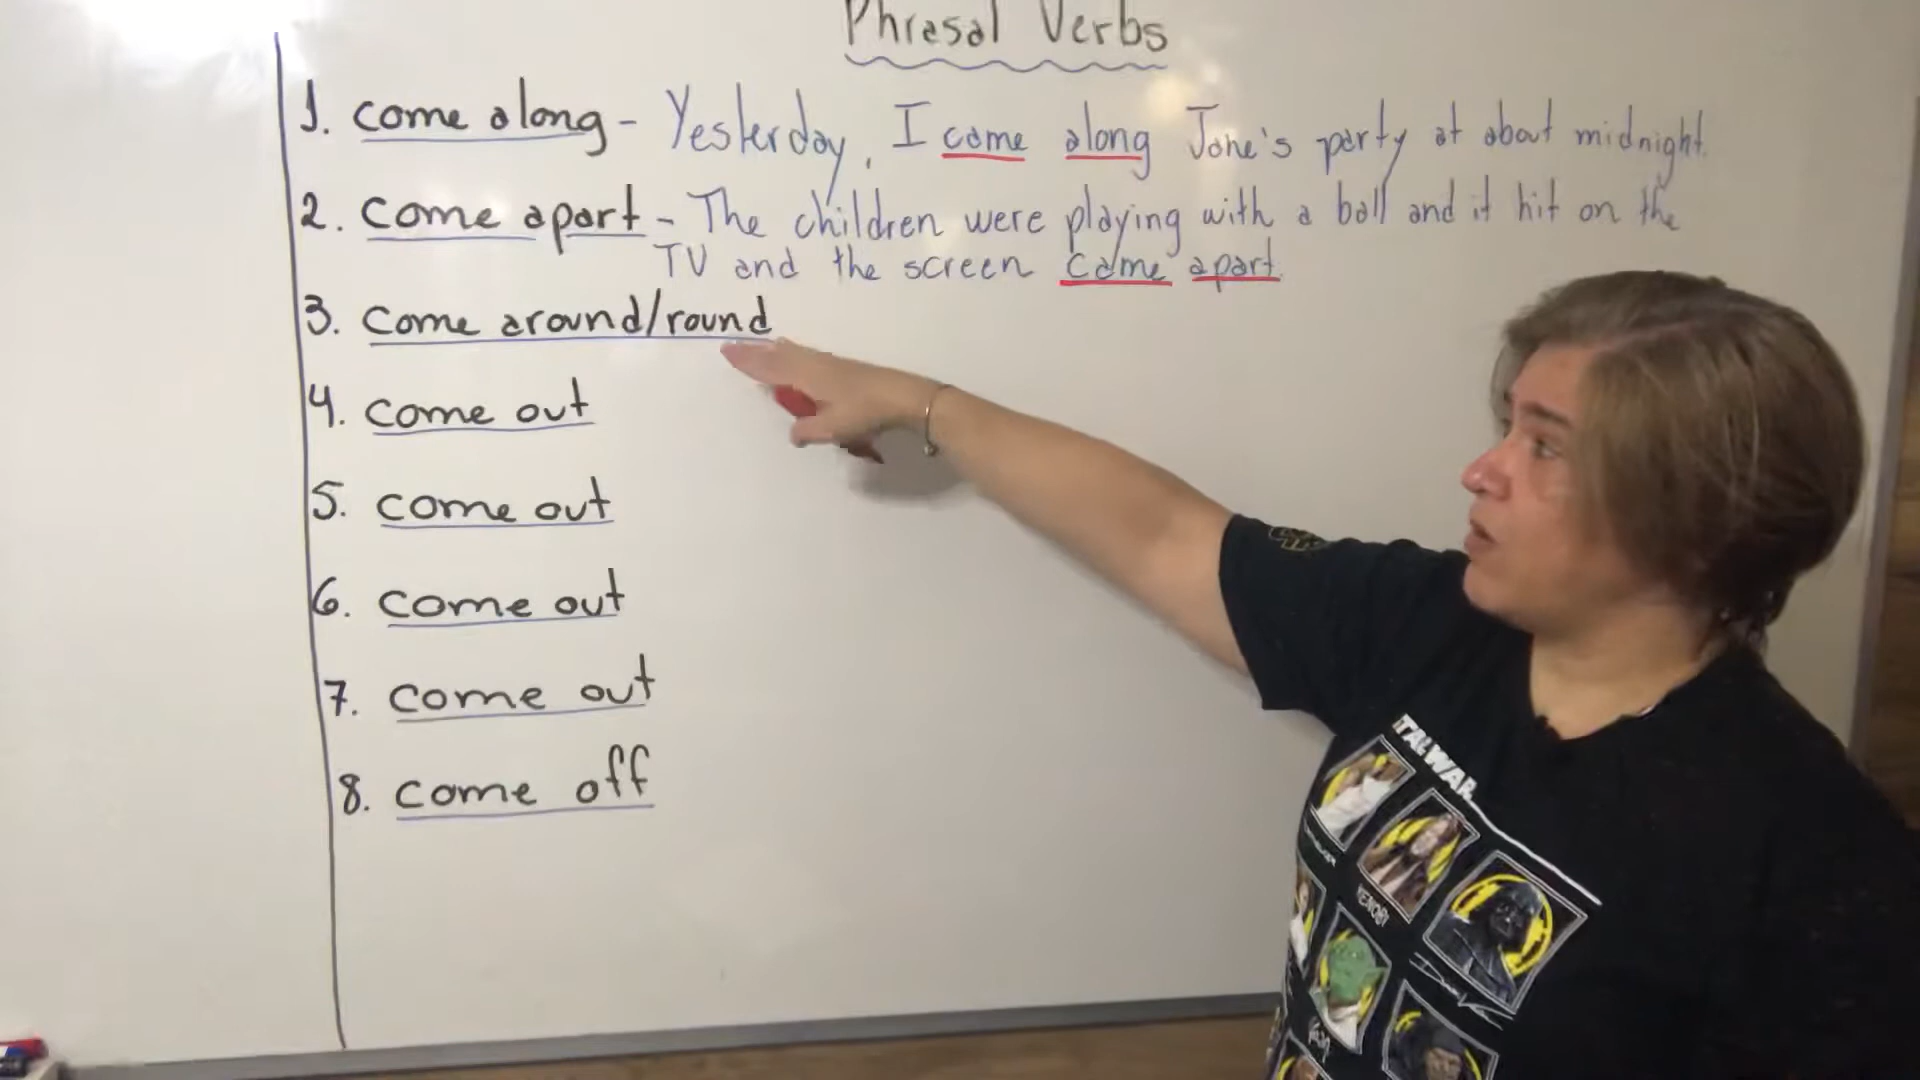 Phrasal Verbs
1. come along - Yesterday, I came along Jane's party at about midnight.
2. come apart - The children were playing with a ball and it hit on the
TV and the screen came apart.
3. come around/round
4. come out
5. come out
6. come out
7. come out
8. come off
KENOBI
YODA